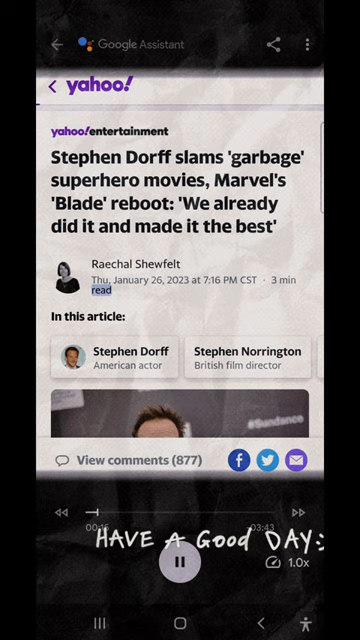 Google Assistant
yahoo!
yahoo!entertainment
Stephen Dorff slams 'garbage'
superhero movies, Marvel's
'Blade' reboot: 'We already
did it and made it the best'
Raechal Shewfelt
Thu, January 26, 2023 at 7:16 PM CST · 3 min
read
In this article:
Stephen Dorff
American actor
Stephen Norrington
British film director
#Sundance
View comments (877)
00:15
03:43
HAVE A Good DAY:
1.0x